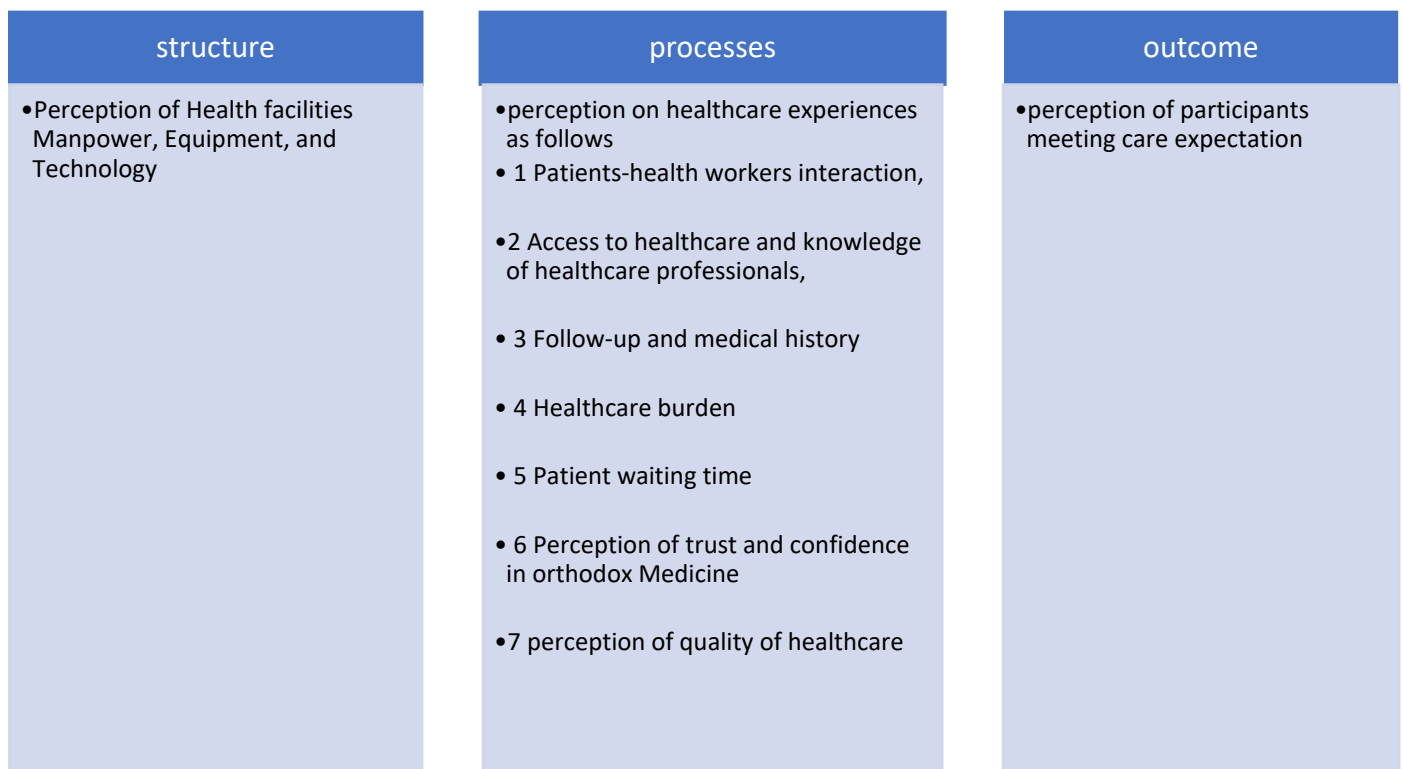 structure
•Perception of Health facilities
Manpower, Equipment, and
Technology
processes
•perception on healthcare experiences
as follows
• 1 Patients-health workers interaction,
•2 Access to healthcare and knowledge
of healthcare professionals,
• 3 Follow-up and medical history
• 4 Healthcare burden
• 5 Patient waiting time
• 6 Perception of trust and confidence
in orthodox Medicine
•7 perception of quality of healthcare
outcome
•perception of participants
meeting care expectation